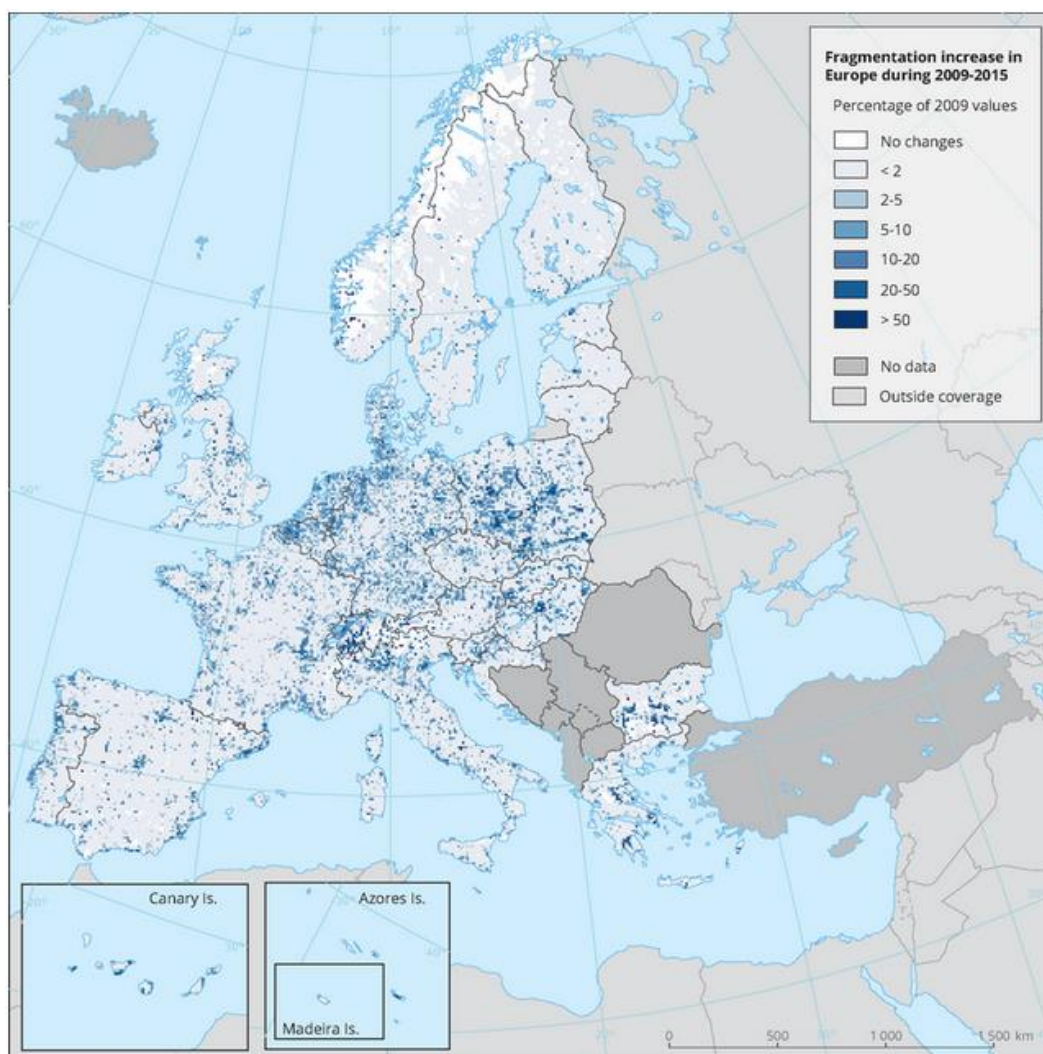 Fragmentation increase in
Europe during 2009-2015
Percentage of 2009 values
No changes
< 2
2-5
5-10
10-20
20-50
> 50
No data
Outside coverage
Canary Is.
Azores Is.
Madeira Is.
0 500 1 000 1 500 km